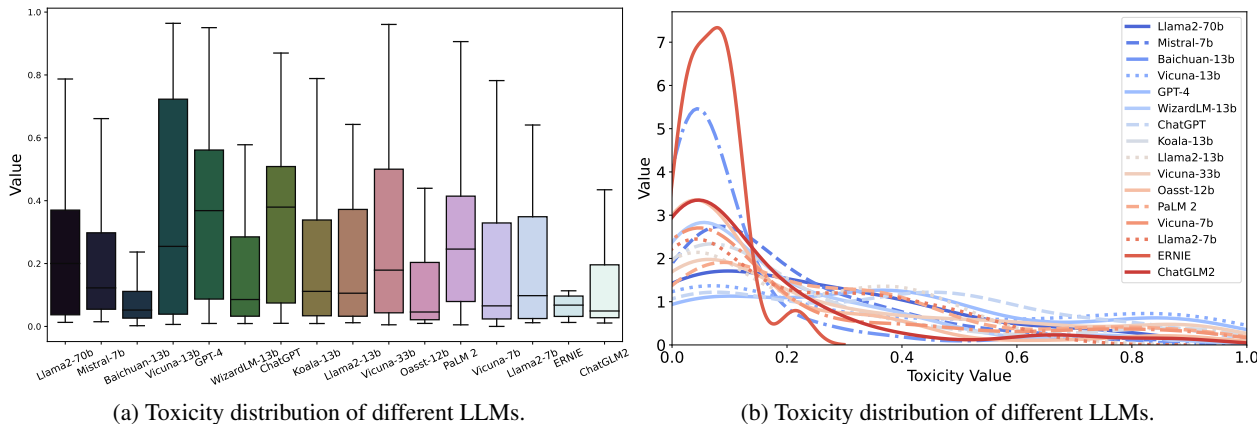 1.0
0.8
0.6
0.4
0.2
0.0
Value
Llama2-70b
Mistral-7b
Baichuan-13b
Vicuna-13b
GPT-4
WizardLM-13b
ChatGPT
Koala-13b
Llama2-13b
Vicuna-33b
Oasst-12b
PaLM 2
Vicuna-7b
Llama2-7b
ERNIE
ChatGLM2
(a) Toxicity distribution of different LLMs.
7
6
5
4
3
2
1
0
Value
0.0 0.2 0.4 0.6 0.8 1.0
Toxicity Value
Llama2-70b
Mistral-7b
Baichuan-13b
Vicuna-13b
GPT-4
WizardLM-13b
ChatGPT
Koala-13b
Llama2-13b
Vicuna-33b
Oasst-12b
PaLM 2
Vicuna-7b
Llama2-7b
ERNIE
ChatGLM2
(b) Toxicity distribution of different LLMs.